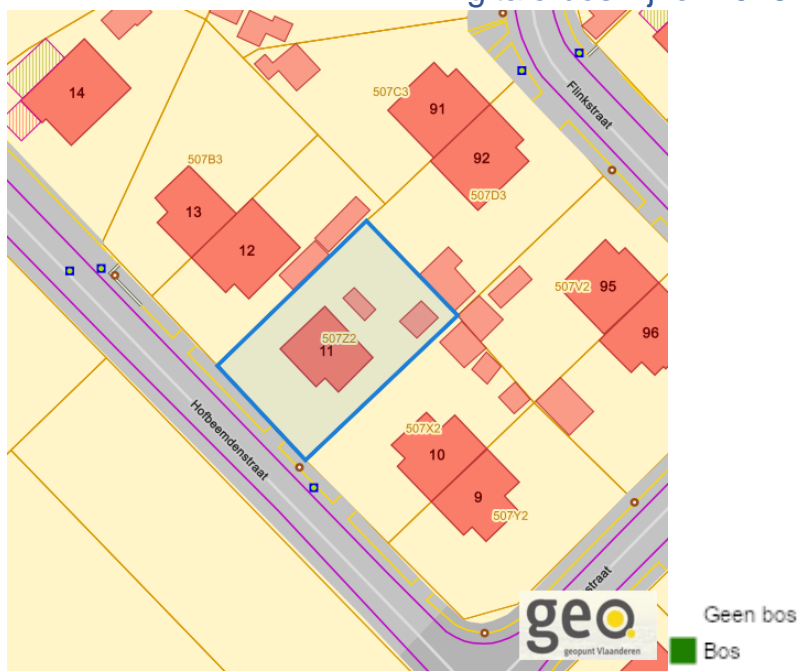 14
507C3
91
92
Flinkstraat
507B3
507D3
13
12
507V2
95
96
507Z2
11
Hofbeemdenstraat
507X2
10
9
507Y2
straat
geo
geopunt Vlaanderen
Geen bos
Bos